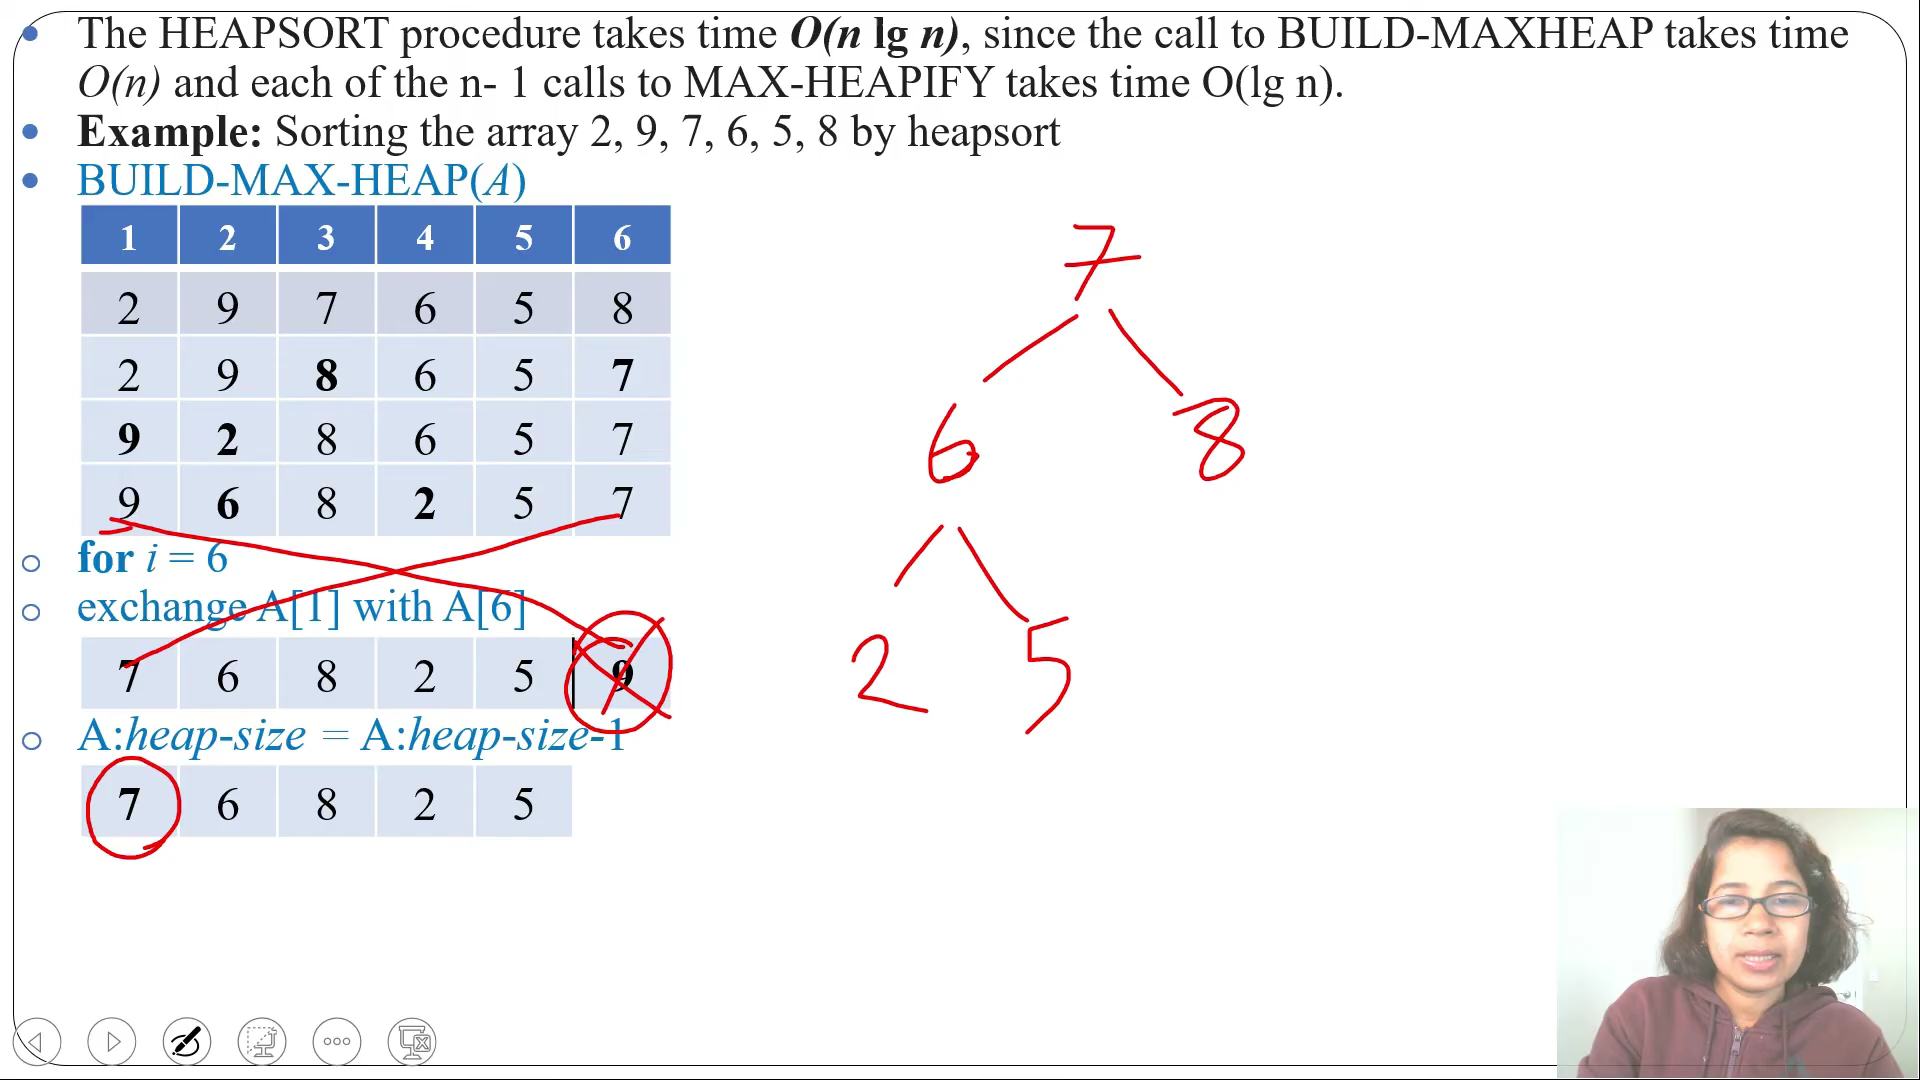 The HEAPSORT procedure takes time O(n lg n), since the call to BUILD-MAXHEAP takes time
O(n) and each of the n- 1 calls to MAX-HEAPIFY takes time O(lg n).
Example: Sorting the array 2, 9, 7, 6, 5, 8 by heapsort
BUILD-MAX-HEAP(A)
1 2 3 4 5 6
2 9 7 6 5 8
2 9 8 6 5 7
9 2 8 6 5 7
9 6 8 2 5 7
for i = 6
exchange A[1] with A[6]
7 6 8 2 5 9
A:heap-size = A:heap-size-1
7 6 8 2 5
7
6 8
2 5